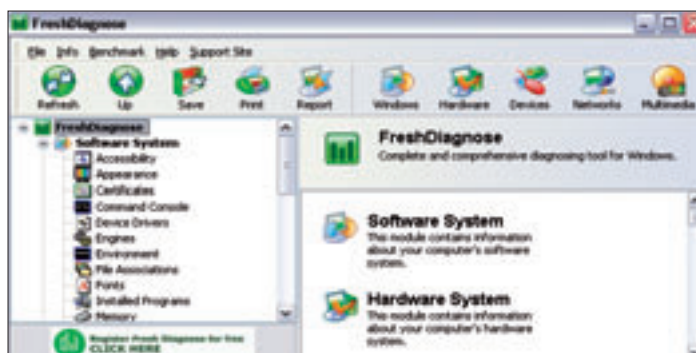 FreshDiagnose
File Info Benchmark Help Support Site
Refresh Up Save Print Report Windows Hardware Devices Networks Multimedia
FreshDiagnose
Software System
Accessibility
Appearance
Certificates
Command Console
Device Drivers
Engines
Environment
File Associations
Fonts
Installed Programs
Memory
Register Fresh Diagnose for free
CLICK HERE
FreshDiagnose
Complete and comprehensive diagnosing tool for Windows.
Software System
This module contains information
about your computer's software
system.
Hardware System
This module contains information
about your computer's hardware
system.